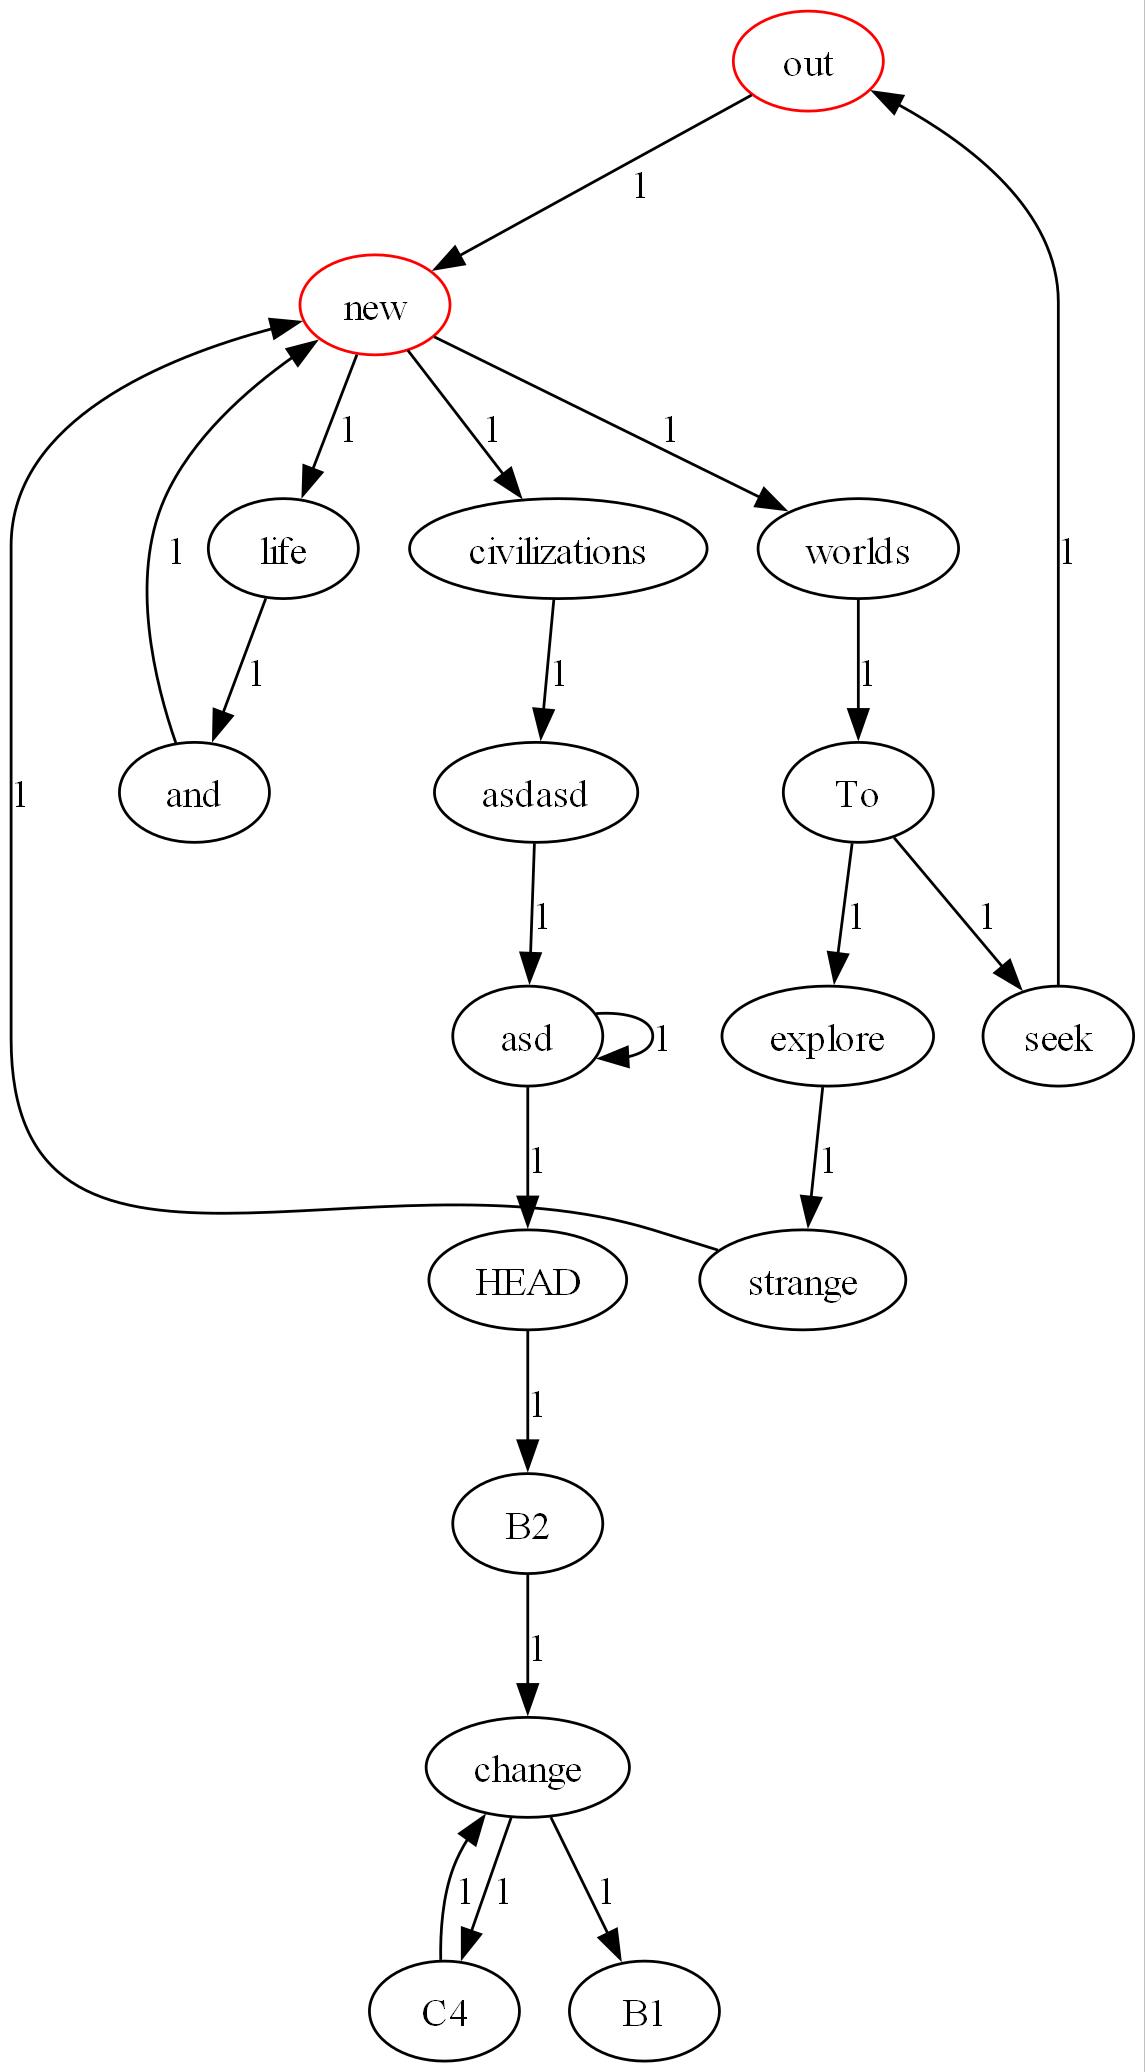 out
1
new
1 1 1
life civilizations worlds
1
1 1 1
1
and asdasd To
1 1 1
asd 1 explore seek
1 1
HEAD strange
1
B2
1
change
1 1 1
C4 B1